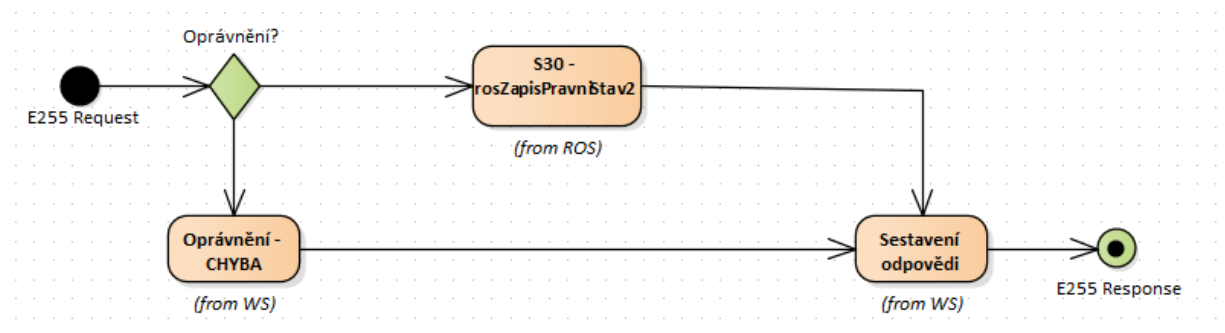 Oprávnění?
E255 Request
S30 -
rosZapisPravniStav2
(from ROS)
Oprávnění -
CHYBA
(from WS)
Sestavení
odpovědi
(from WS)
E255 Response